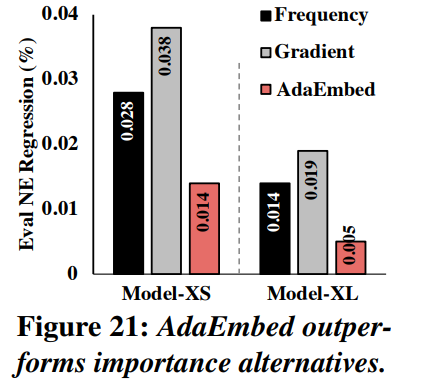 0.04
0.03
0.02
0.01
0
Eval NE Regression (%)
Frequency
Gradient
AdaEmbed
0.028
0.038
0.014
0.014
0.019
0.005
Model-XS
Model-XL
Figure 21: AdaEmbed outper-
forms importance alternatives.